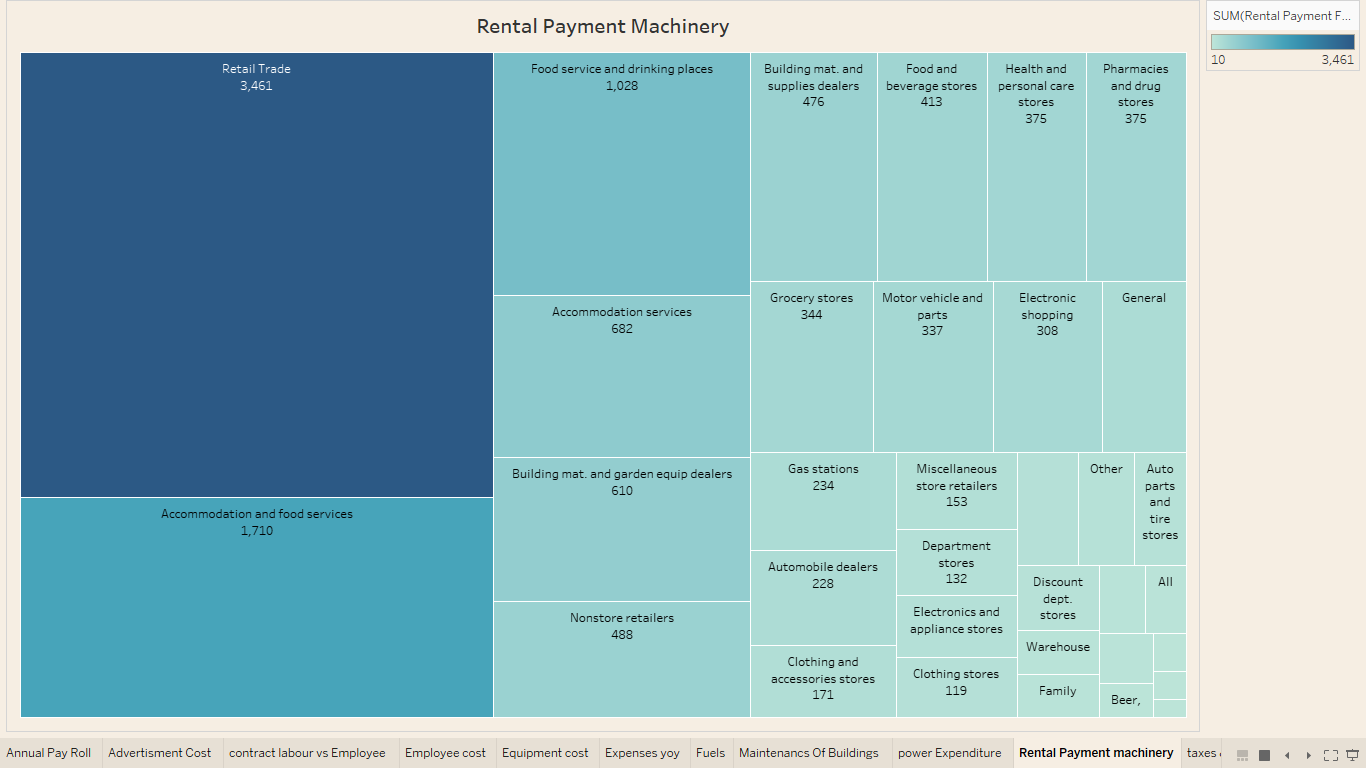 Rental Payment Machinery
SUM(Rental Payment F...
10
3,461
Retail Trade
3,461
Accommodation and food services
1,710
Food service and drinking places
1,028
Accommodation services
682
Building mat. and garden equip dealers
610
Nonstore retailers
488
Building mat. and
supplies dealers
476
Food and
beverage stores
413
Health and
personal care
stores
375
Pharmacies
and drug
stores
375
Grocery stores
344
Motor vehicle and
parts
337
Electronic
shopping
308
General
Gas stations
234
Automobile dealers
228
Clothing and
accessories stores
171
Miscellaneous
store retailers
153
Department
stores
132
Electronics and
appliance stores
Clothing stores
119
Other
Auto
parts
and
tire
stores
Discount
dept.
stores
Warehouse
Family
All
Beer,
Annual Pay Roll
Advertisment Cost
contract labour vs Employee
Employee cost
Equipment cost
Expenses yoy
Fuels
Maintenancs Of Buildings
power Expenditure
Rental Payment machinery
taxes